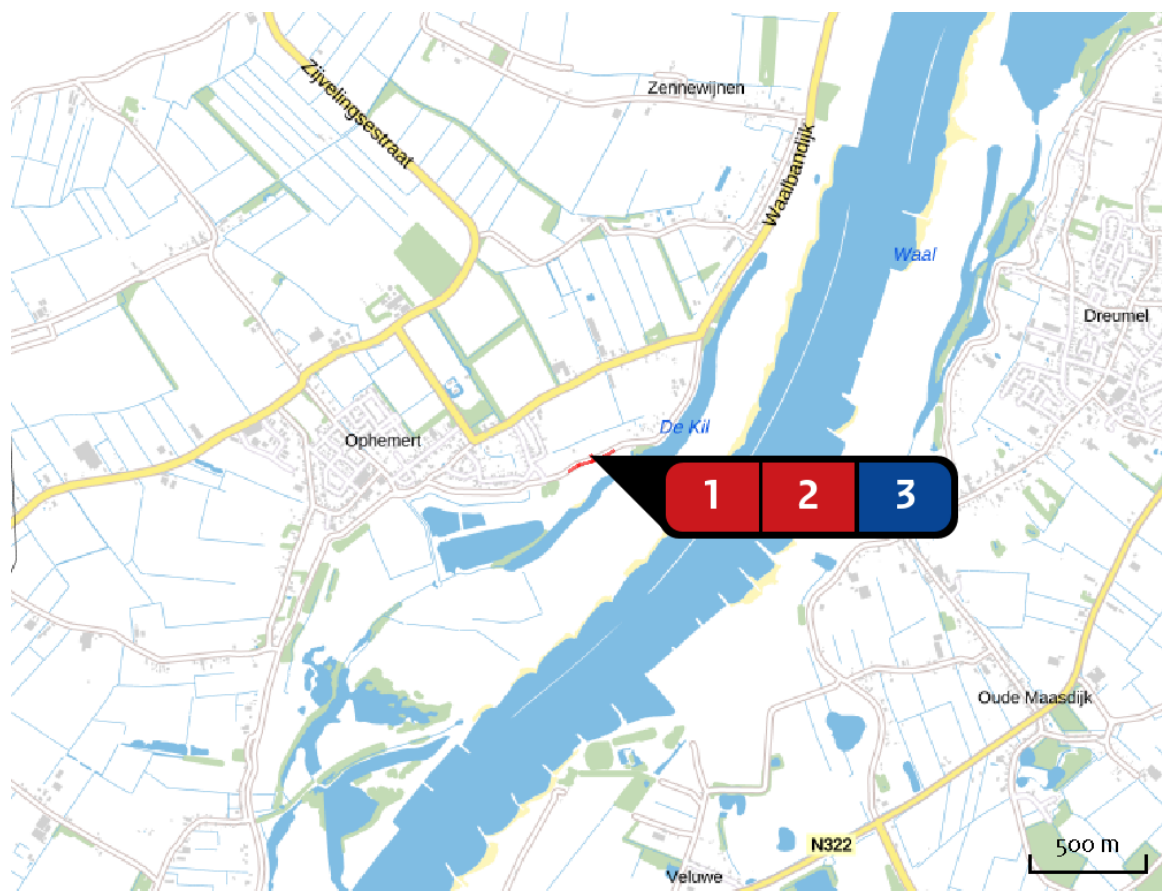 Zennewijnen
Zijvelingsestraat
Waalbandijk
Waal
Dreumel
De Kil
Ophemert
1 2 3
Oude Maasdijk
N322
500 m
Veluwe